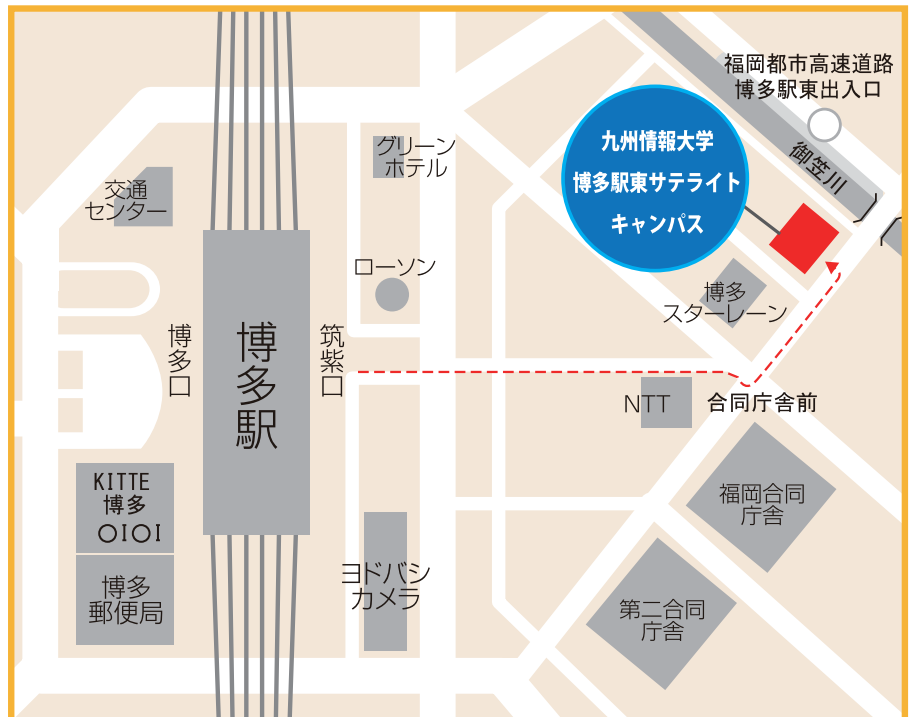 福岡都市高速道路
博多駅東出入口
九州情報大学
博多駅東サテライト
キャンパス
御笠川
グリーン
ホテル
交通
センター
ローソン
博多
スターレーン
博多口
博多駅
筑紫口
NTT
合同庁舎前
KITTE
博多
OIOI
福岡合同
庁舎
ヨドバシ
カメラ
博多
郵便局
第二合同
庁舎